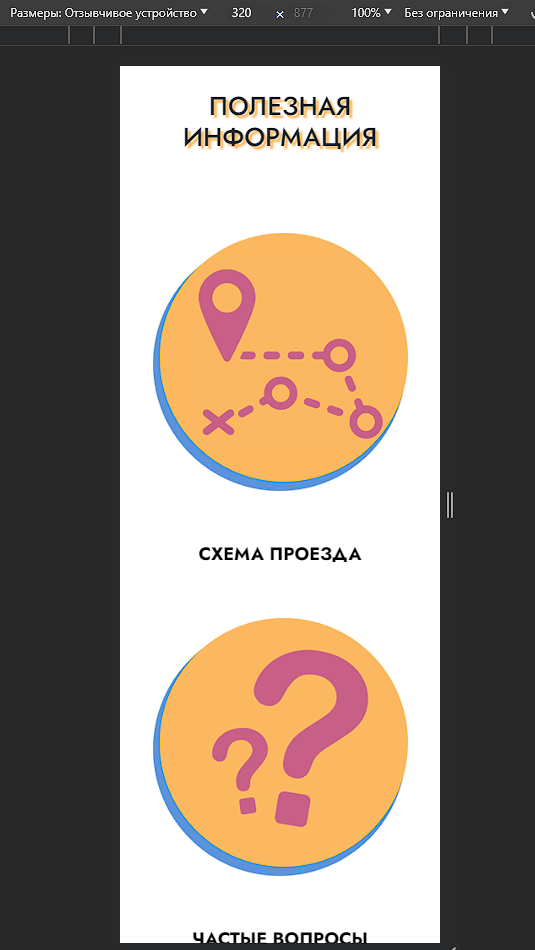 Размеры: Отзывчивое устройство 320 × 877 100% Без ограничения
ПОЛЕЗНАЯ
ИНФОРМАЦИЯ
СХЕМА ПРОЕЗДА
ЧАСТЫЕ ВОПРОСЫ